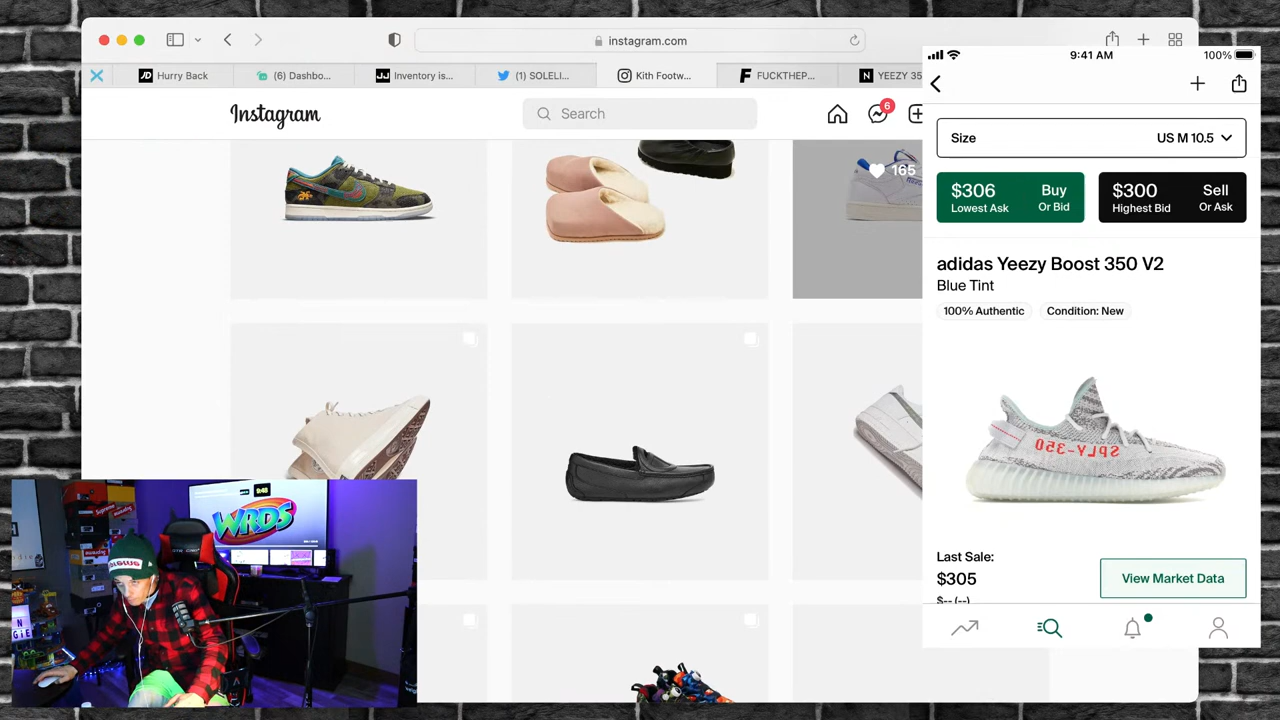 instagram.com
Hurry Back
(6) Dashbo...
Inventory is...
(1) SOLELI...
Kith Footw...
FUCKTHEP...
YEEZY 35
Instagram
Search
6
165
9:41 AM
100%
Size
US M 10.5
$306
Lowest Ask
Buy
Or Bid
$300
Highest Bid
Sell
Or Ask
adidas Yeezy Boost 350 V2
Blue Tint
100% Authentic
Condition: New
SPLY-350
Last Sale:
$305
$-- (--)
View Market Data
WRDS
Supreme